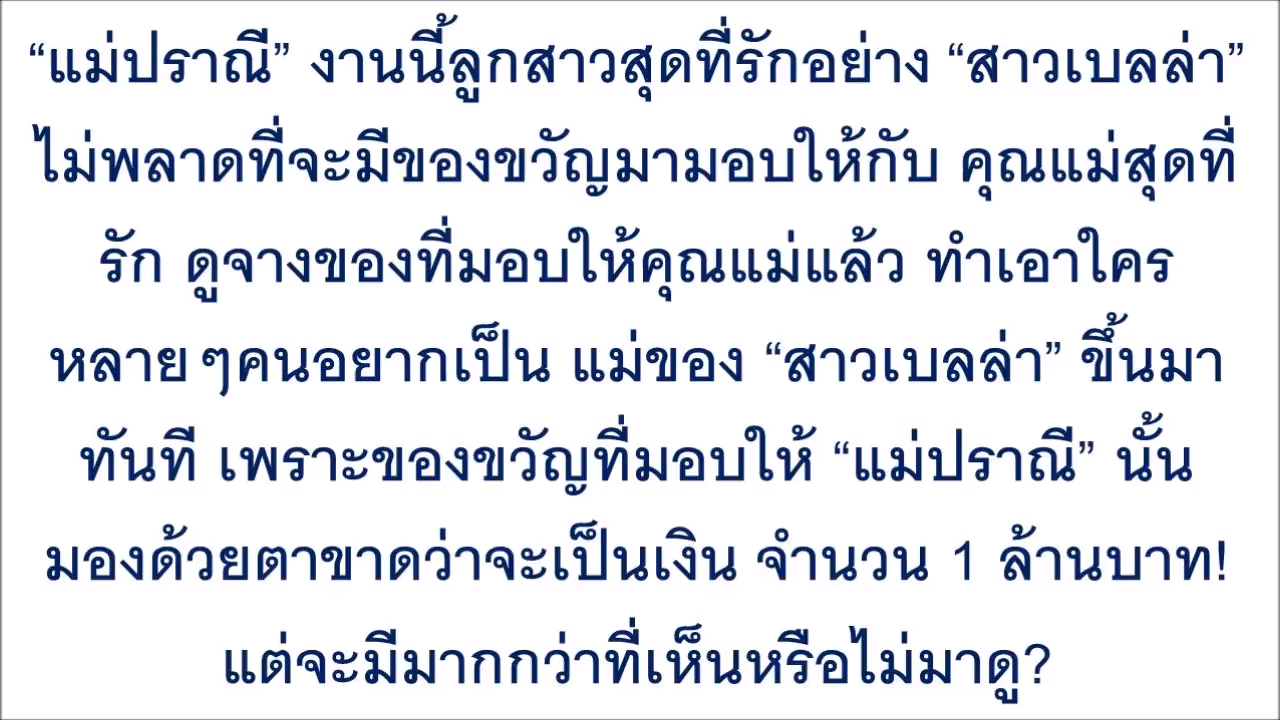 “แม่ปราณี” งานนี้ลูกสาวสุดที่รักอย่าง “สาวเบลล่า”
ไม่พลาดที่จะมีของขวัญมามอบให้กับ คุณแม่สุดที่
รัก ดูจางของที่มอบให้คุณแม่แล้ว ทำเอาใคร
หลายๆคนอยากเป็น แม่ของ “สาวเบลล่า” ขึ้นมา
ทันที เพราะของขวัญที่มอบให้ “แม่ปราณี” นั้น
มองด้วยตาขาดว่าจะเป็นเงิน จำนวน 1 ล้านบาท!
แต่จะมีมากกว่าที่เห็นหรือไม่มาดู?